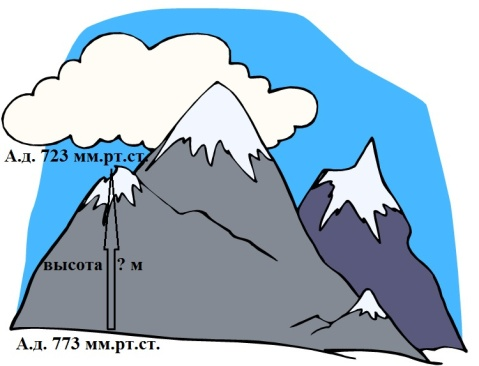 А.д. 723 мм.рт.ст.
высота ? м
А.д. 773 мм.рт.ст.